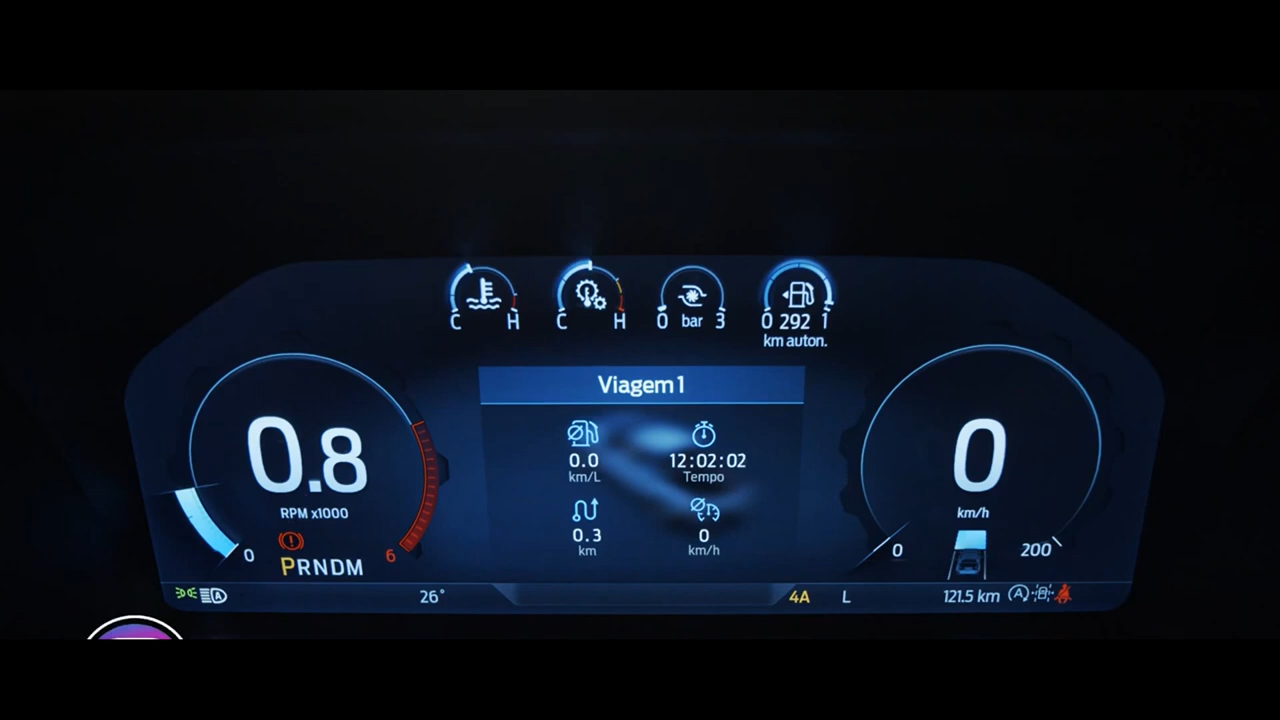 C H
C H
0 bar 3
0 292 1
km auton.
Viagem 1
0.0
km/L
12:02:02
Tempo
0.3
km
0
km/h
0.8
RPM x1000
0
6
PRNDM
0
km/h
0
200
A
26°
4A
L
121.5 km
A